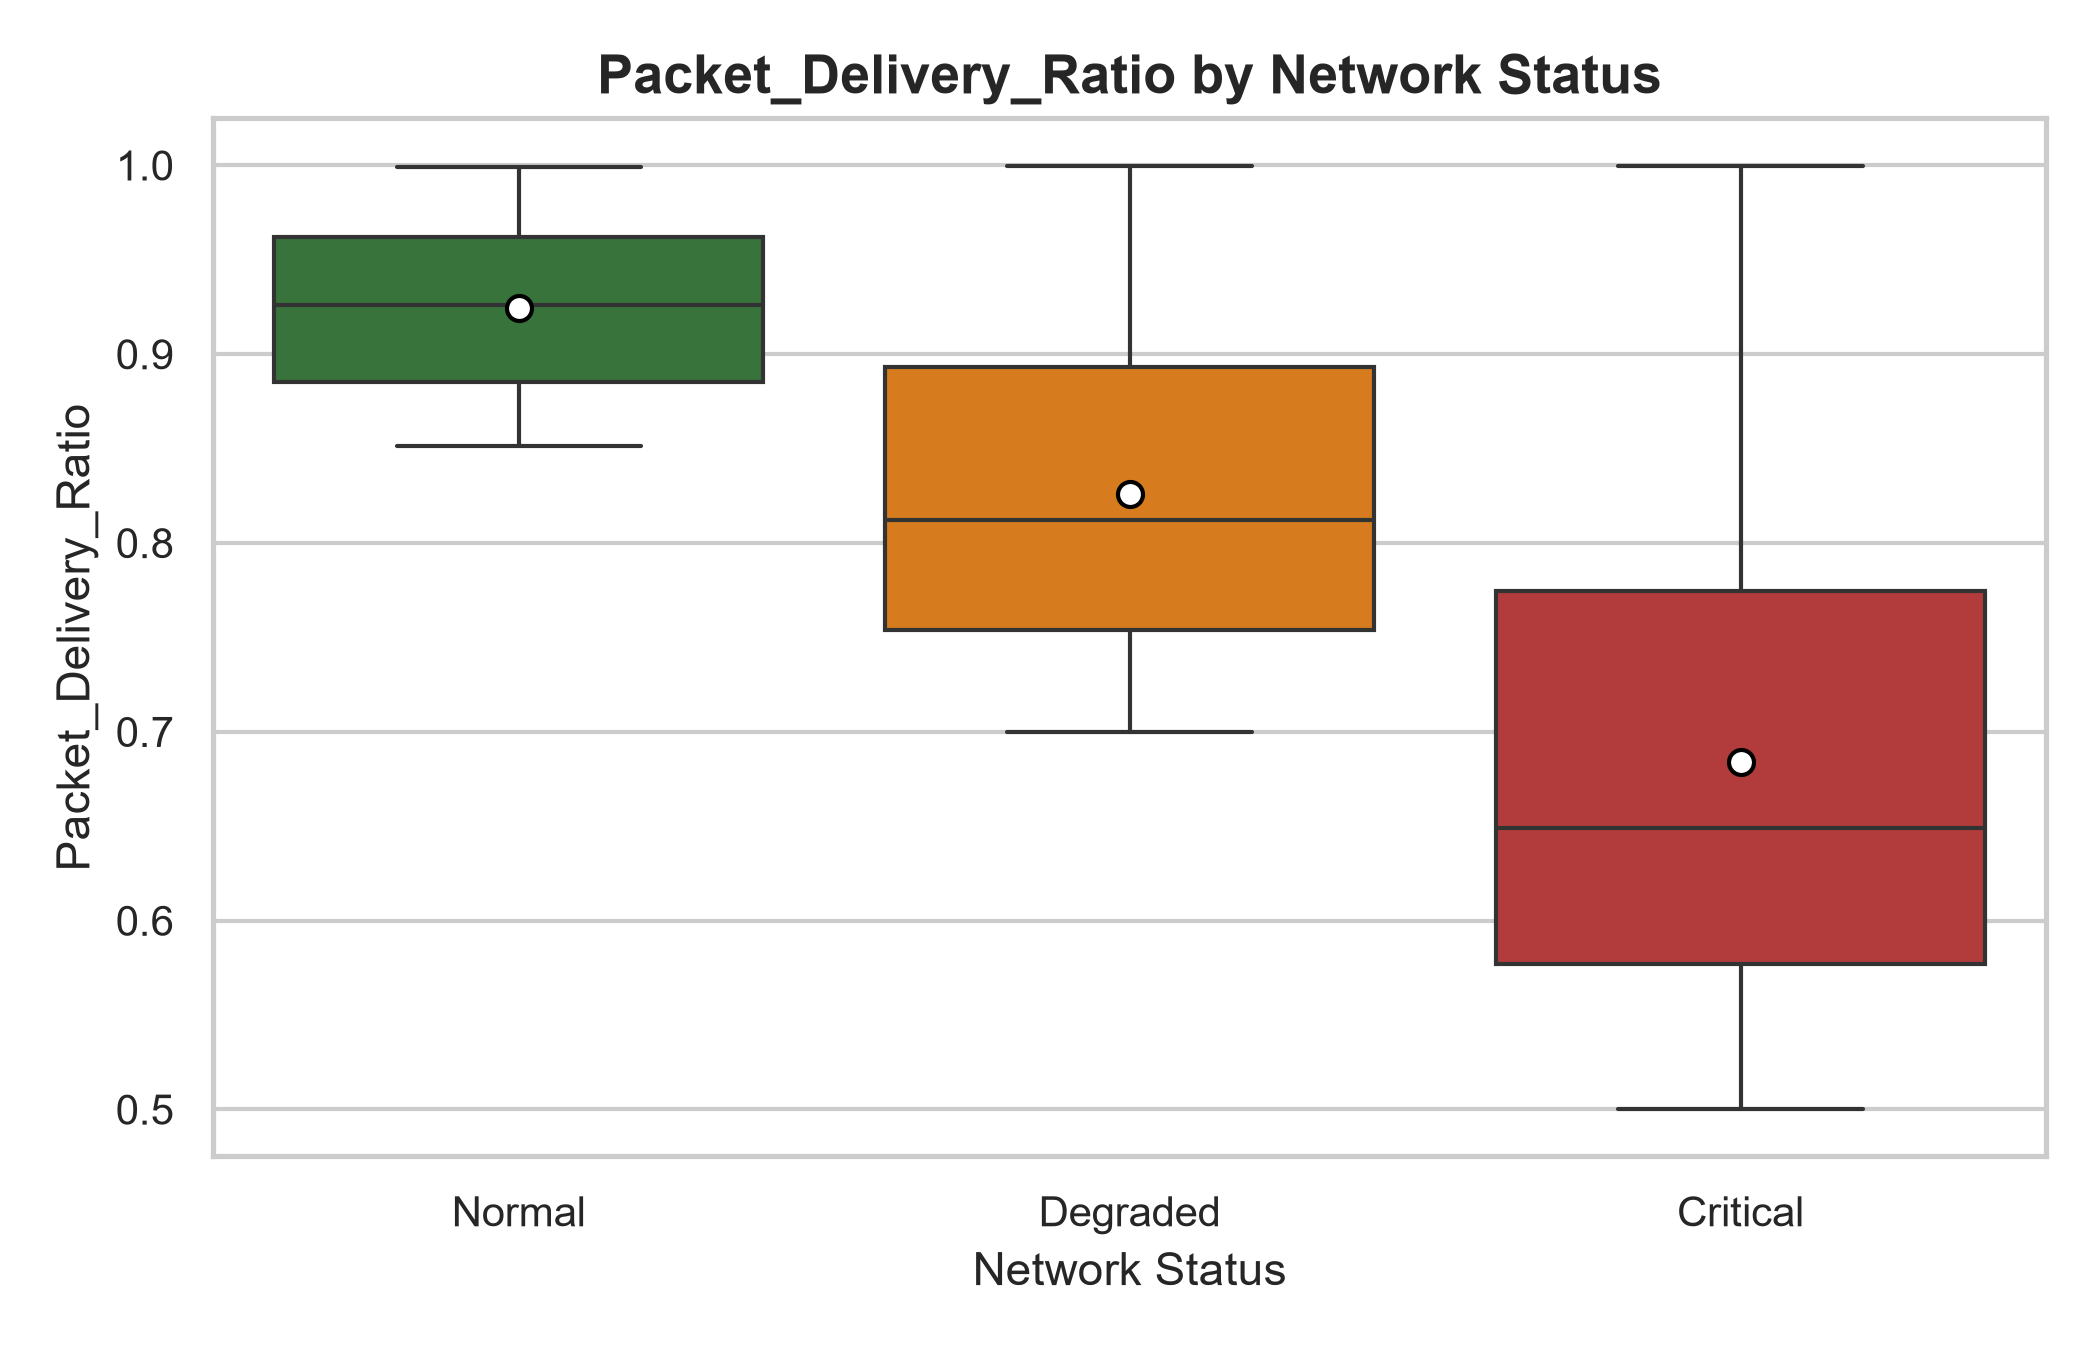 Packet_Delivery_Ratio by Network Status
Packet_Delivery_Ratio
1.0
0.9
0.8
0.7
0.6
0.5
Normal
Degraded
Critical
Network Status